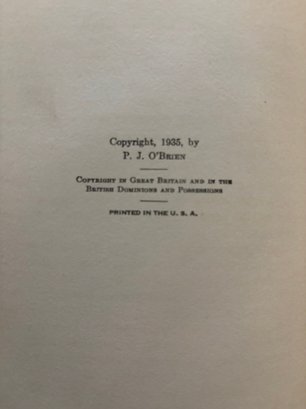 Copyright, 1935, by
P. J. O'BRIEN
COPYRIGHT IN GREAT BRITAIN AND IN THE
BRITISH DOMINIONS AND POSSESSIONS
PRINTED IN THE U. S. A.